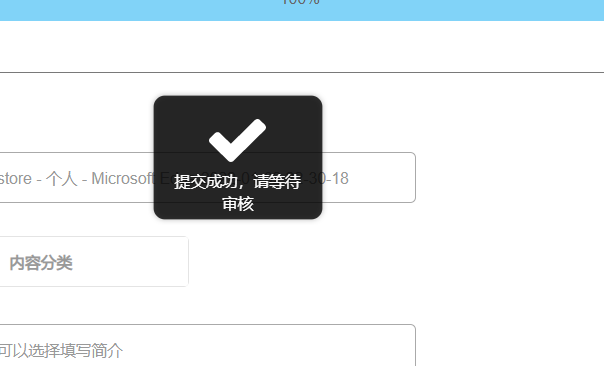 100%
store - 个人 - Microsoft
30-18
提交成功，请等待
审核
内容分类
可以选择填写简介